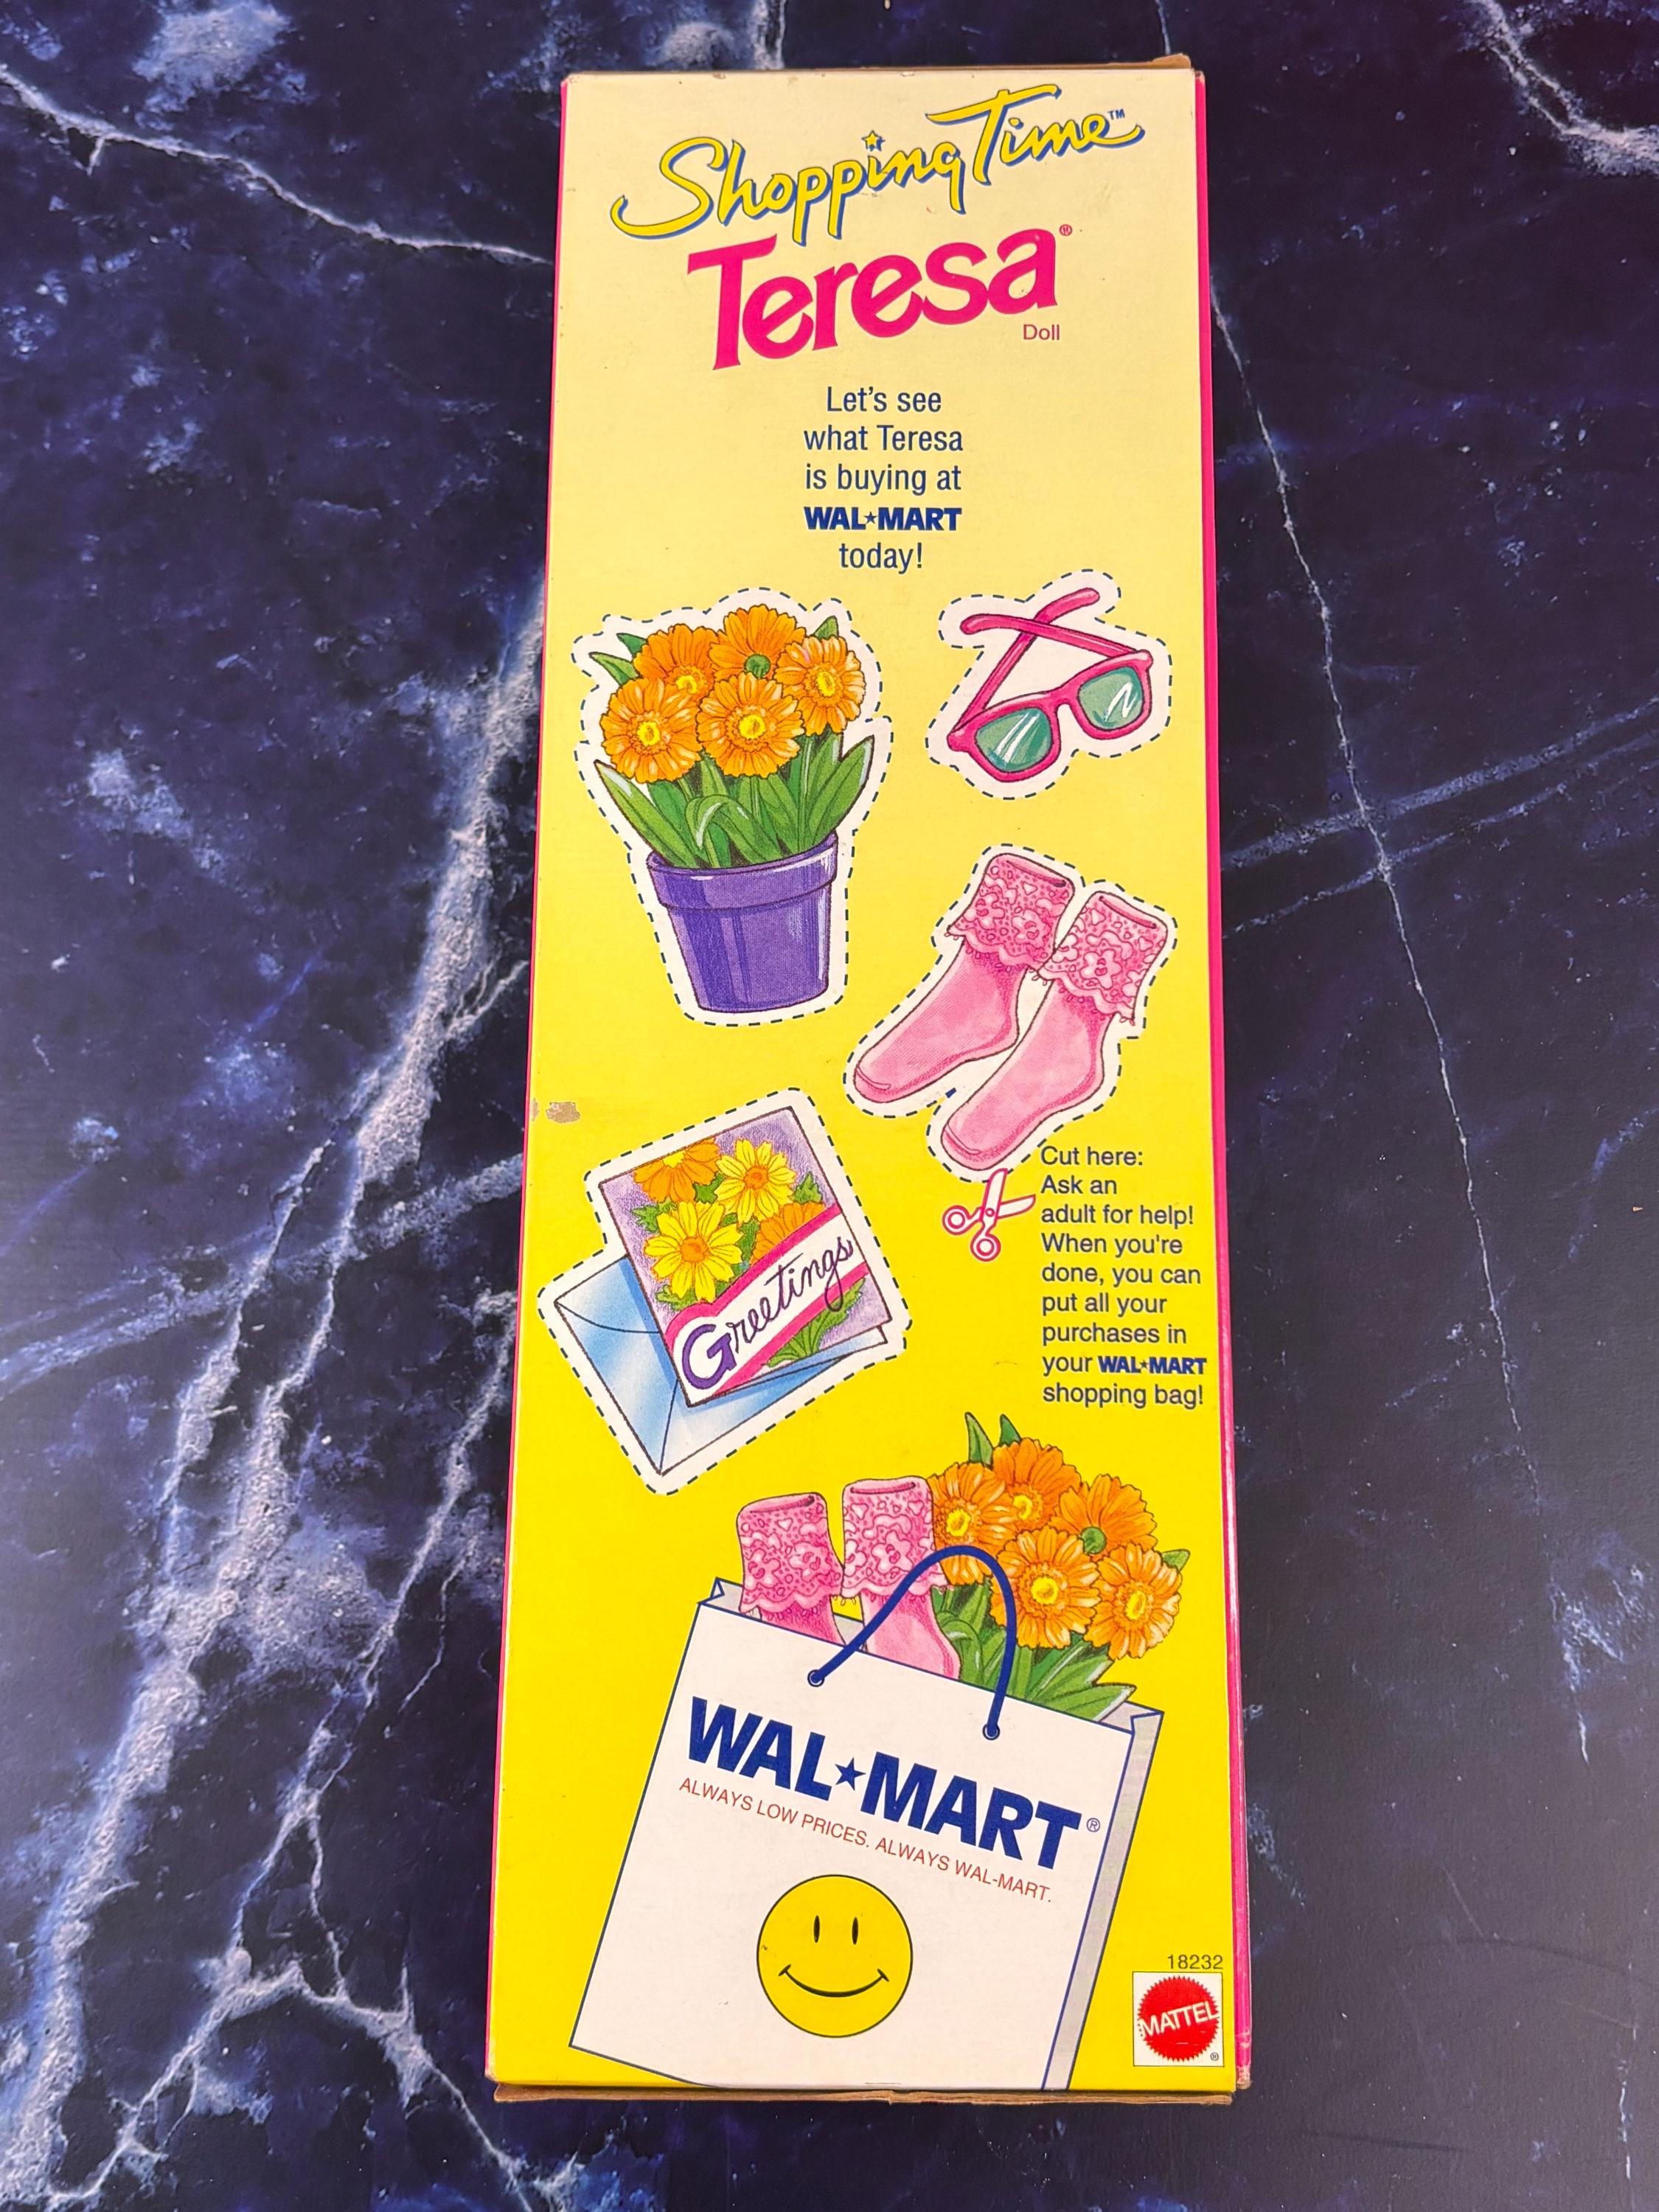 Shopping Time™
Teresa®
Doll
Let's see
what Teresa
is buying at
WAL★MART
today!
Cut here:
Ask an
adult for help!
When you're
done, you can
put all your
purchases in
your WAL★MART
shopping bag!
Greetings
WAL★MART®
ALWAYS LOW PRICES. ALWAYS WAL-MART.
18232
MATTEL
®